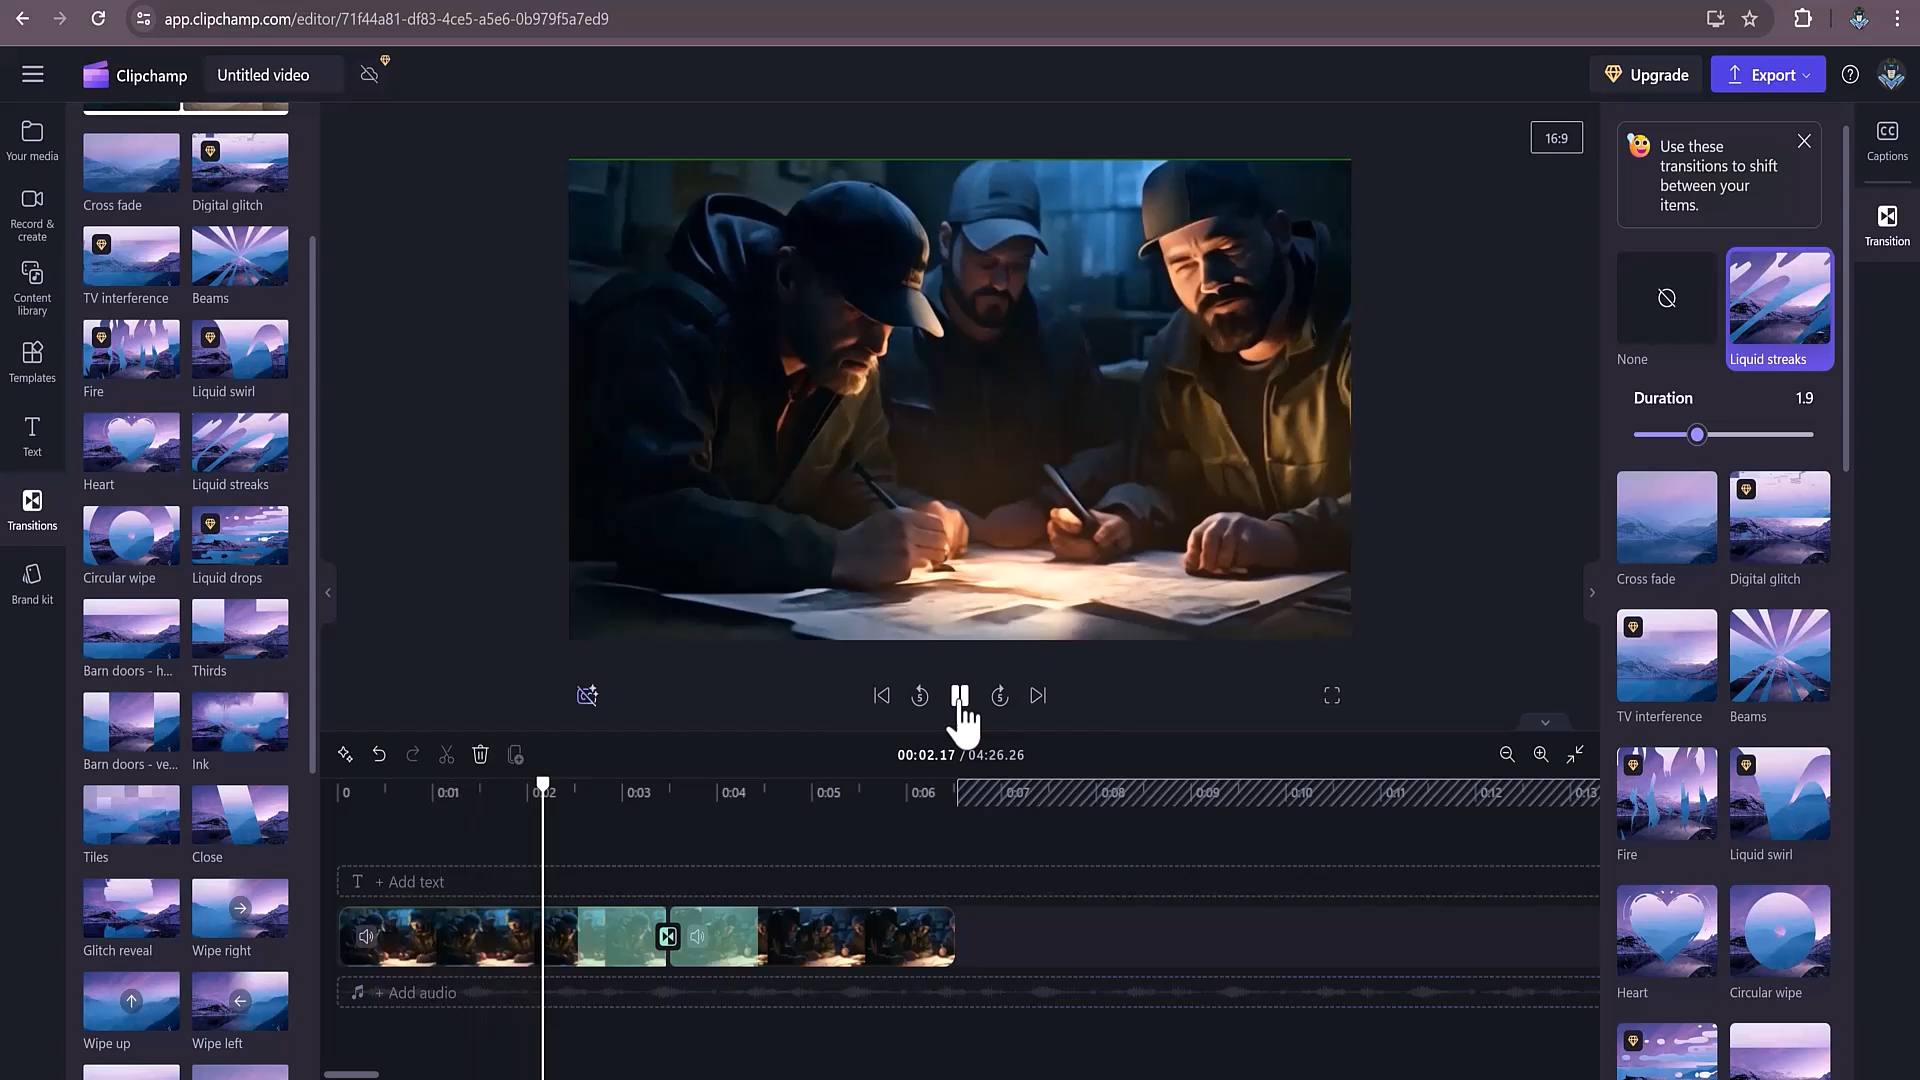 app.clipchamp.com/editor/71f44a81-df83-4ce5-a5e6-0b979f5a7ed9
Clipchamp
Untitled video
Upgrade
Export
16:9
Your media
Record &
create
Content
library
Templates
Text
Transitions
Brand kit
Cross fade
Digital glitch
TV interference
Beams
Fire
Liquid swirl
Heart
Liquid streaks
Circular wipe
Liquid drops
Barn doors - h...
Thirds
Barn doors - ve...
Ink
Tiles
Close
Glitch reveal
Wipe right
Wipe up
Wipe left
5
5
00:02.17 / 04:26.26
0
0:01
0:02
0:03
0:04
0:05
0:06
0:07
0:08
0:09
0:10
0:11
0:12
0:13
T + Add text
+ Add audio
Use these
transitions to shift
between your
items.
None
Liquid streaks
Duration 1.9
Cross fade
Digital glitch
TV interference
Beams
Fire
Liquid swirl
Heart
Circular wipe
CC
Captions
Transition